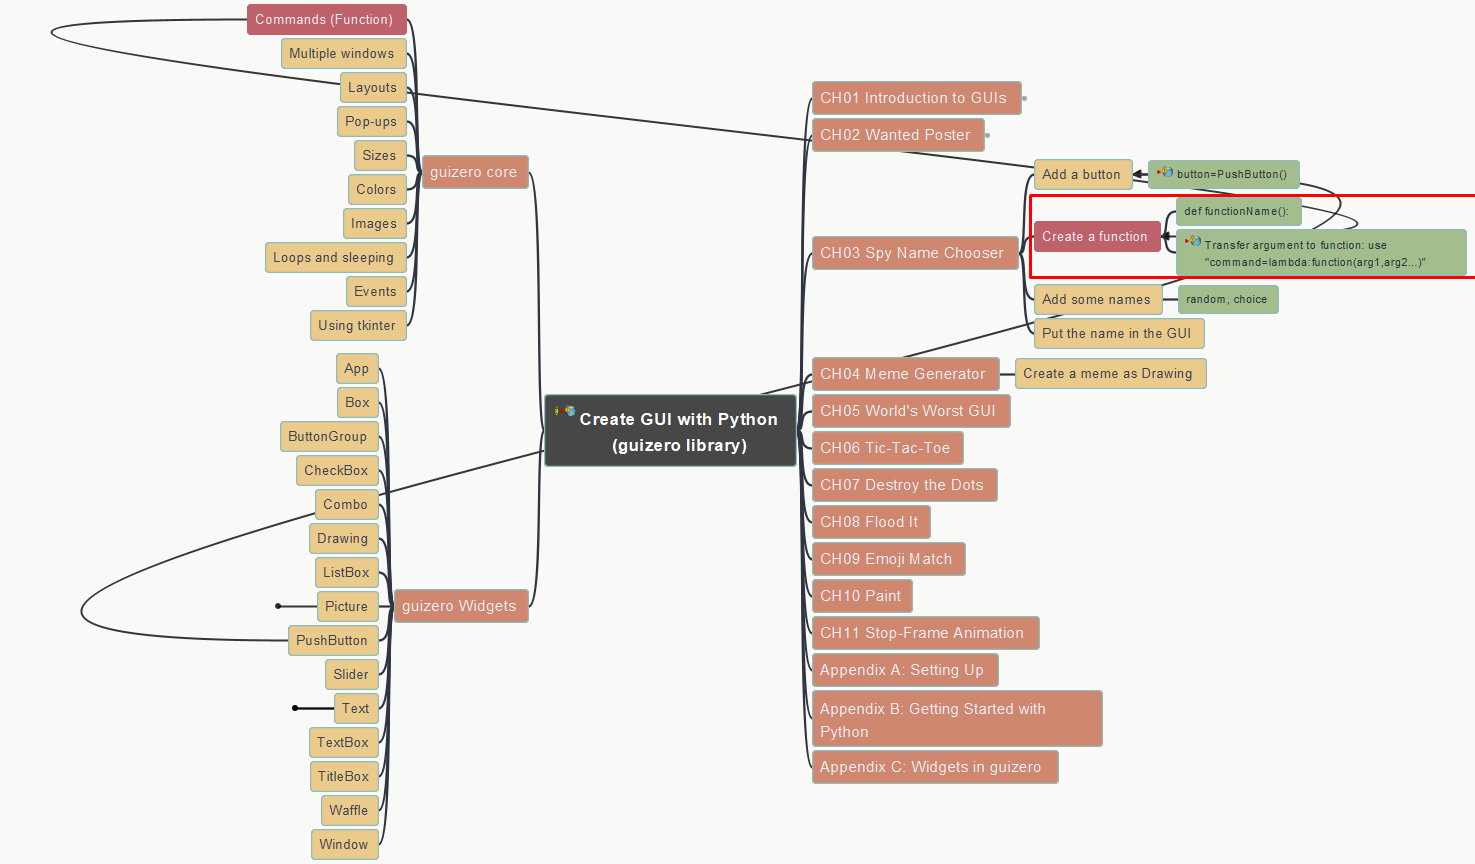 Commands (Function)
Multiple windows
Layouts
Pop-ups
Sizes
Colors
Images
Loops and sleeping
Events
Using tkinter
guizero core
App
Box
ButtonGroup
CheckBox
Combo
Drawing
ListBox
Picture
PushButton
Slider
Text
TextBox
TitleBox
Waffle
Window
guizero Widgets
Create GUI with Python
(guizero library)
CH01 Introduction to GUIs
CH02 Wanted Poster
CH03 Spy Name Chooser
Add a button
button=PushButton()
Create a function
def functionName():
Transfer argument to function: use
"command=lambda:function(arg1,arg2...)"
Add some names
random, choice
Put the name in the GUI
CH04 Meme Generator
Create a meme as Drawing
CH05 World's Worst GUI
CH06 Tic-Tac-Toe
CH07 Destroy the Dots
CH08 Flood It
CH09 Emoji Match
CH10 Paint
CH11 Stop-Frame Animation
Appendix A: Setting Up
Appendix B: Getting Started with
Python
Appendix C: Widgets in guizero